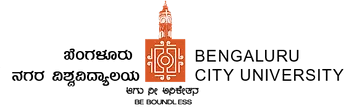 ಬೆಂಗಳೂರು
ನಗರ ವಿಶ್ವವಿದ್ಯಾಲಯ
BENGALURU
CITY UNIVERSITY
ಆಗು ನೀ ಅನಿಕೇತನ
BE BOUNDLESS